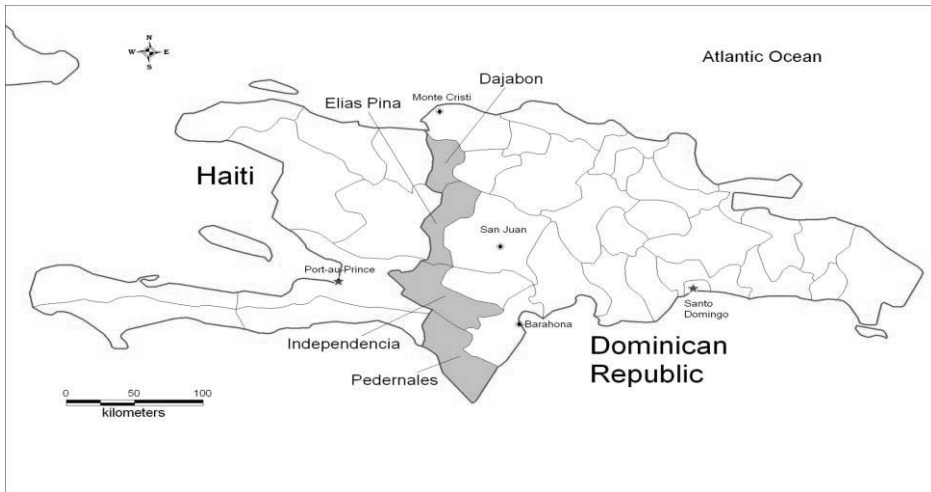 N
W E
S
Atlantic Ocean
Dajabon
Monte Cristi
Elias Pina
Haiti
San Juan
Port-au-Prince
Santo
Domingo
Barahona
Independencia
Dominican
Republic
Pedernales
0 50 100
kilometers